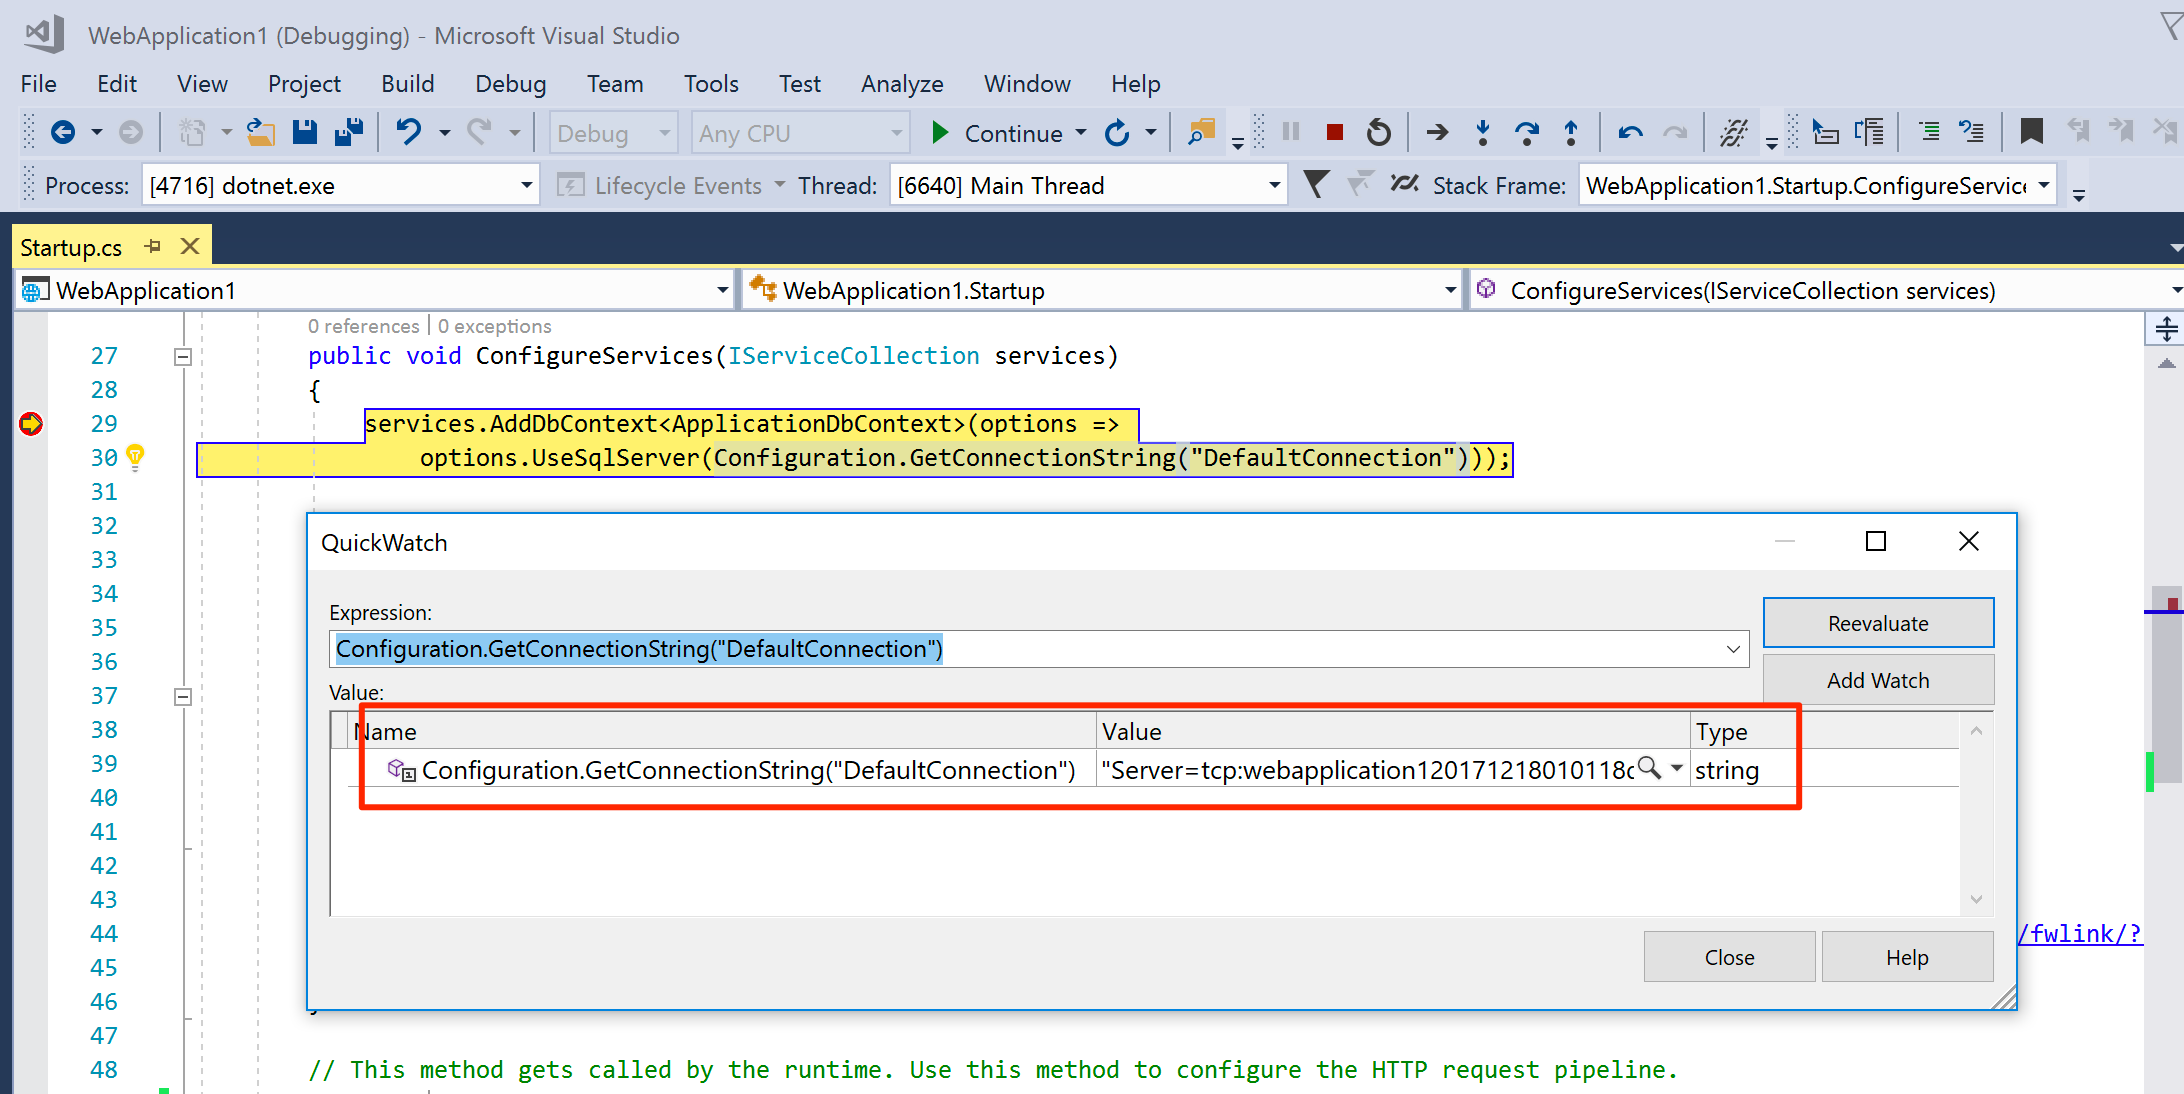 WebApplication1 (Debugging) - Microsoft Visual Studio
File Edit View Project Build Debug Team Tools Test Analyze Window Help
Debug Any CPU Continue
Process: [4716] dotnet.exe Lifecycle Events Thread: [6640] Main Thread Stack Frame: WebApplication1.Startup.ConfigureService
Startup.cs
WebApplication1 WebApplication1.Startup ConfigureServices(IServiceCollection services)
0 references | 0 exceptions
27 public void ConfigureServices(IServiceCollection services)
28 {
29 services.AddDbContext<ApplicationDbContext>(options =>
30 options.UseSqlServer(Configuration.GetConnectionString("DefaultConnection")));
31
32
33
34
35
36
37
38
39
40
41
42
43
44 /fwlink/?
45
46
47
48 // This method gets called by the runtime. Use this method to configure the HTTP request pipeline.
QuickWatch
Expression:
Configuration.GetConnectionString("DefaultConnection")
Reevaluate
Add Watch
Value:
Name Value Type
Configuration.GetConnectionString("DefaultConnection") "Server=tcp:webapplication120171218010118c string
Close Help